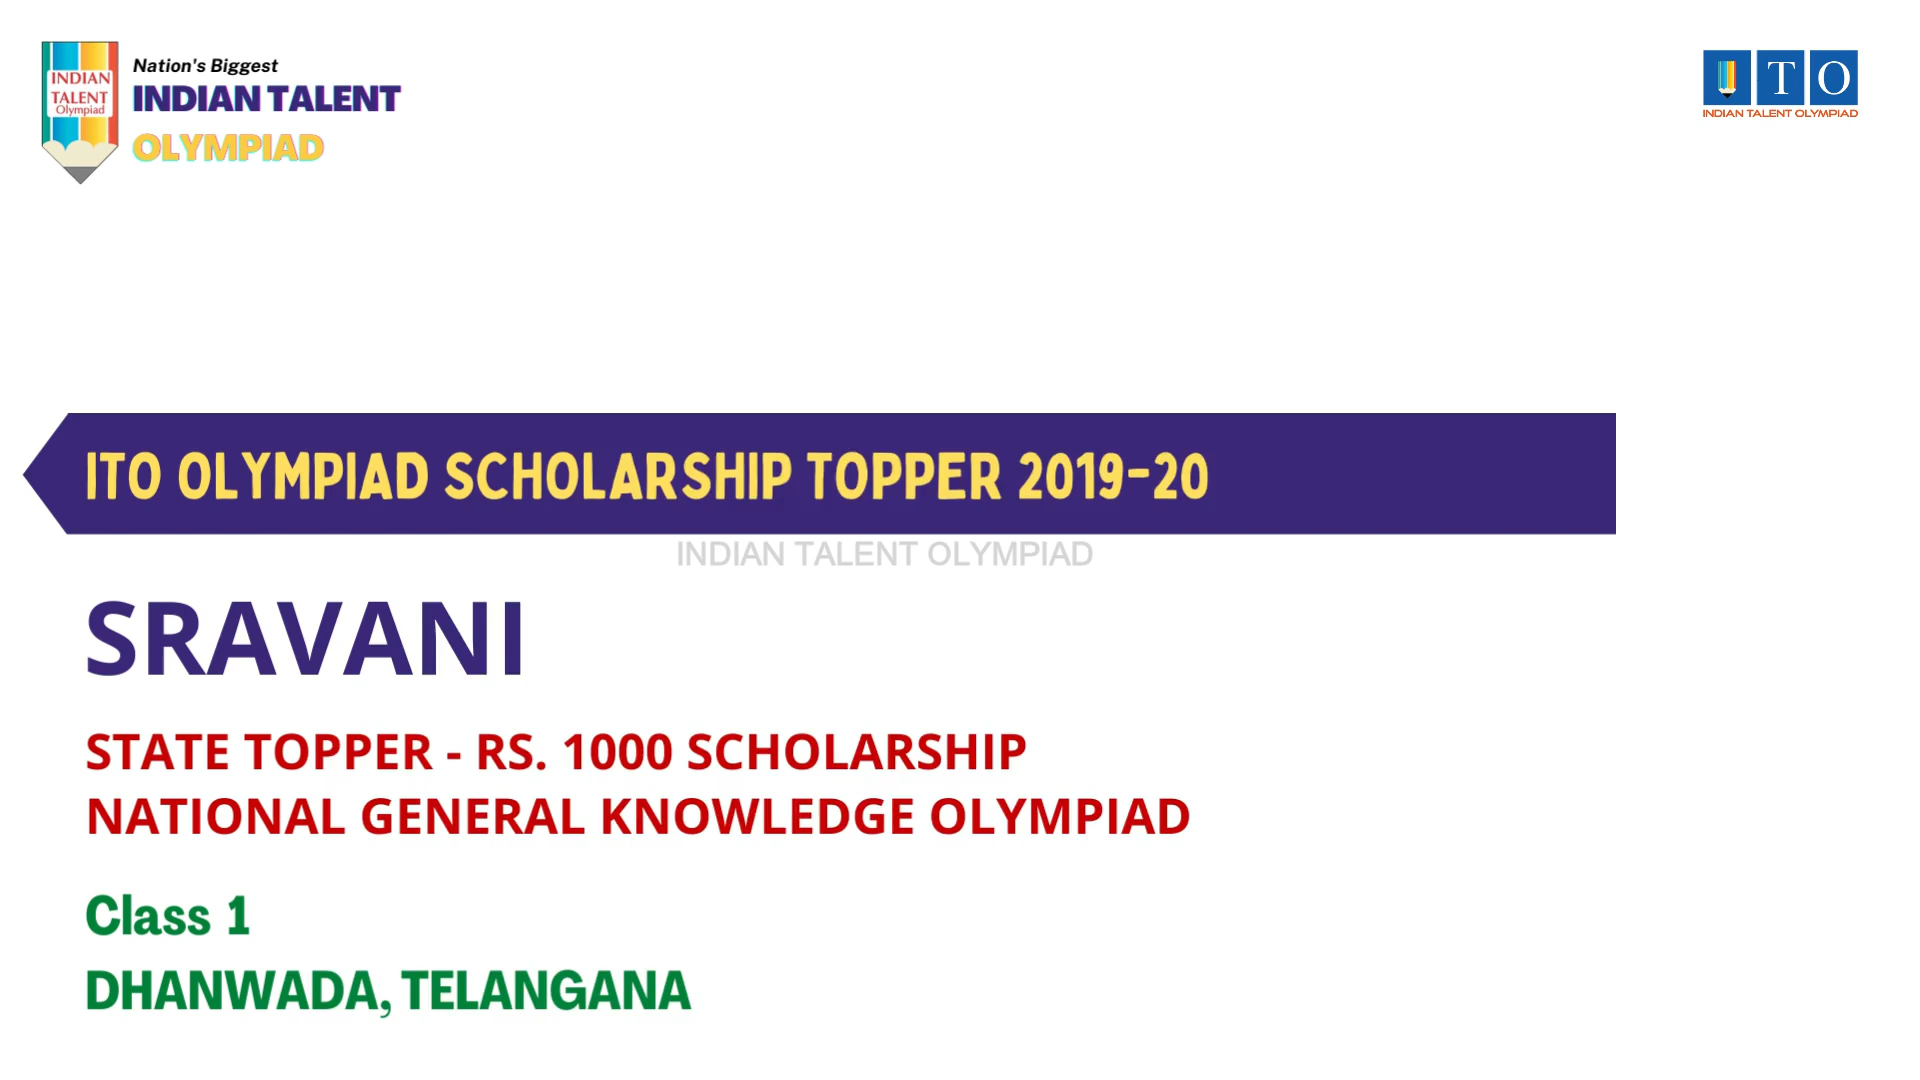 Nation's Biggest
INDIAN TALENT
OLYMPIAD
INDIAN
TALENT
Olympiad
T O
INDIAN TALENT OLYMPIAD
ITO OLYMPIAD SCHOLARSHIP TOPPER 2019-20
INDIAN TALENT OLYMPIAD
SRAVANI
STATE TOPPER - RS. 1000 SCHOLARSHIP
NATIONAL GENERAL KNOWLEDGE OLYMPIAD
Class 1
DHANWADA, TELANGANA